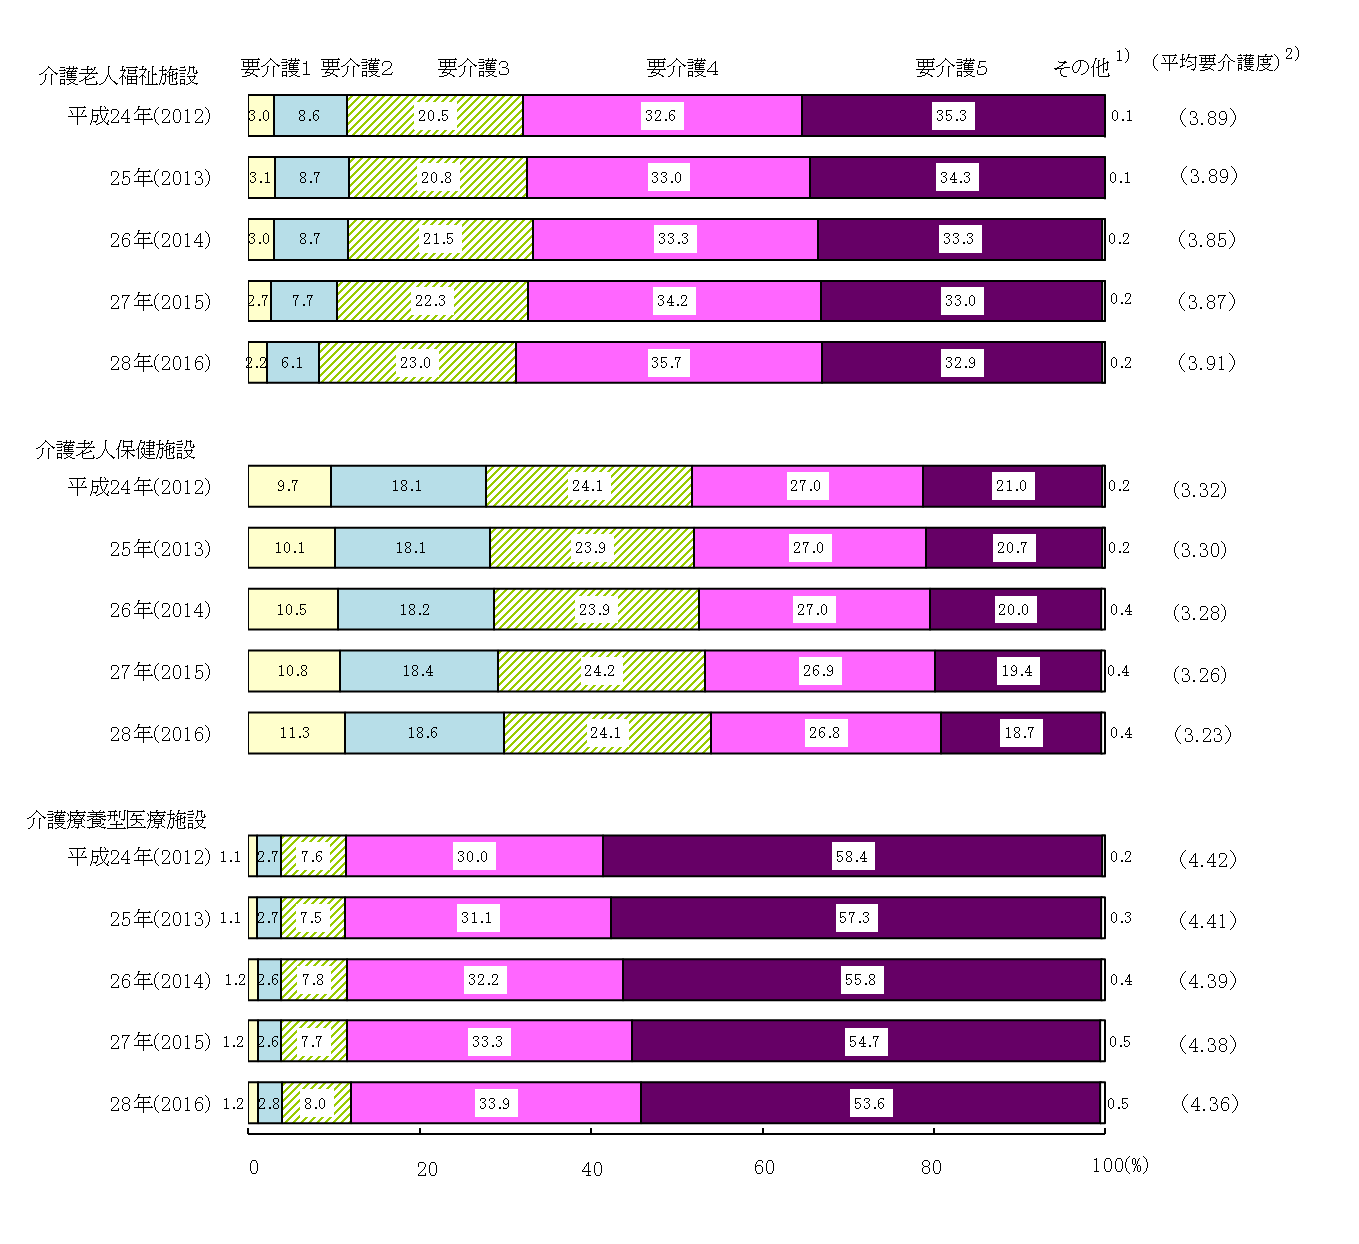 介護老人福祉施設 要介護1 要介護2 要介護3 要介護4 要介護5 その他 1) (平均要介護度) 2)
平成24年(2012) 3.0 8.6 20.5 32.6 35.3 0.1 (3.89)
25年(2013) 3.1 8.7 20.8 33.0 34.3 0.1 (3.89)
26年(2014) 3.0 8.7 21.5 33.3 33.3 0.2 (3.85)
27年(2015) 2.7 7.7 22.3 34.2 33.0 0.2 (3.87)
28年(2016) 2.2 6.1 23.0 35.7 32.9 0.2 (3.91)
介護老人保健施設
平成24年(2012) 9.7 18.1 24.1 27.0 21.0 0.2 (3.32)
25年(2013) 10.1 18.1 23.9 27.0 20.7 0.2 (3.30)
26年(2014) 10.5 18.2 23.9 27.0 20.0 0.4 (3.28)
27年(2015) 10.8 18.4 24.2 26.9 19.4 0.4 (3.26)
28年(2016) 11.3 18.6 24.1 26.8 18.7 0.4 (3.23)
介護療養型医療施設
平成24年(2012) 1.1 2.7 7.6 30.0 58.4 0.2 (4.42)
25年(2013) 1.1 2.7 7.5 31.1 57.3 0.3 (4.41)
26年(2014) 1.2 2.6 7.8 32.2 55.8 0.4 (4.39)
27年(2015) 1.2 2.6 7.7 33.3 54.7 0.5 (4.38)
28年(2016) 1.2 2.8 8.0 33.9 53.6 0.5 (4.36)
0 20 40 60 80 100(%)